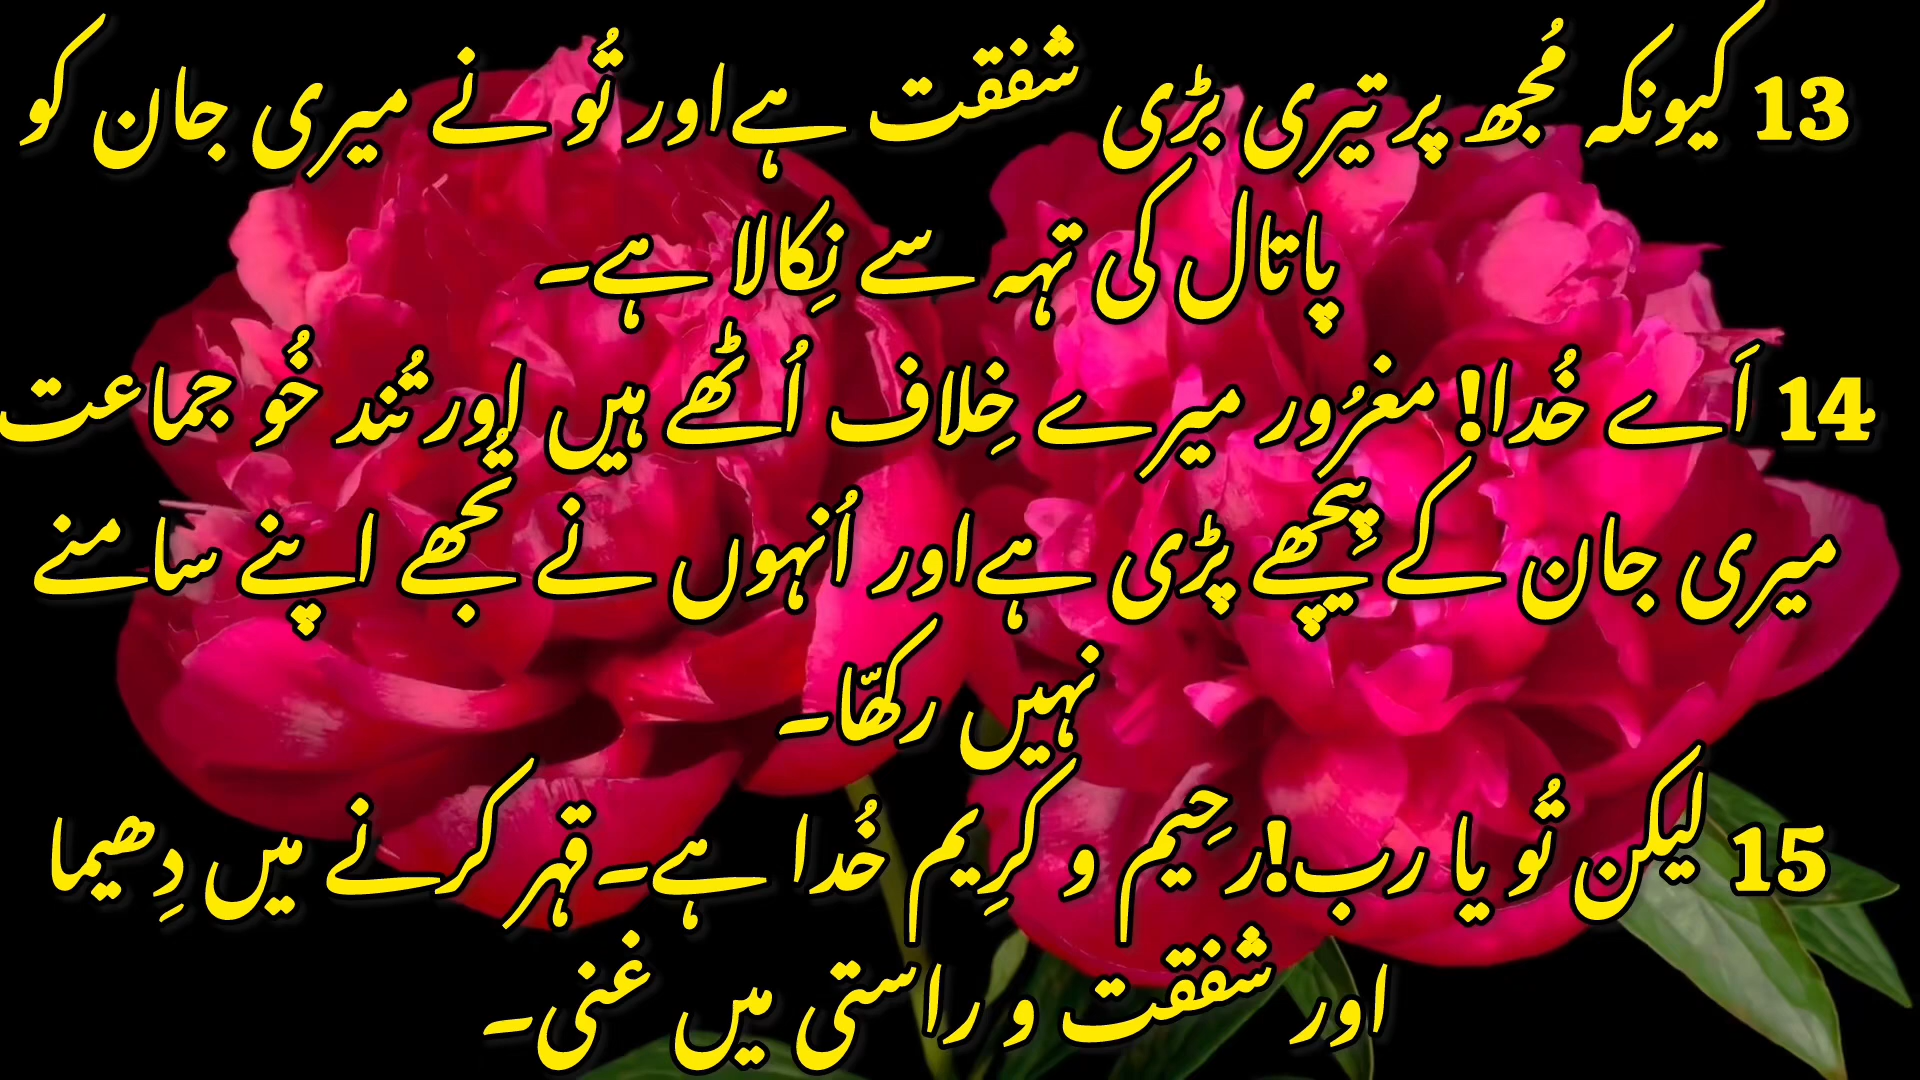 13 کیونکہ مُجھ پر تیری بڑی شفقت ہے اور تُو نے میری جان کو
پاتال کی تہہ سے نِکالا ہے۔
14 اَے خُدا! مغرُور میرے خِلاف اُٹھے ہیں اور تُند خُو جماعت
میری جان کے پِیچھے پڑی ہے اور اُنہوں نے تُجھے اپنے سامنے
نہیں رکھّا۔
15 لیکن تُو یا رب! رحِیم و کرِیم خُدا ہے۔ قہر کرنے میں دِھیما
اور شفقت و راستی میں غنی۔